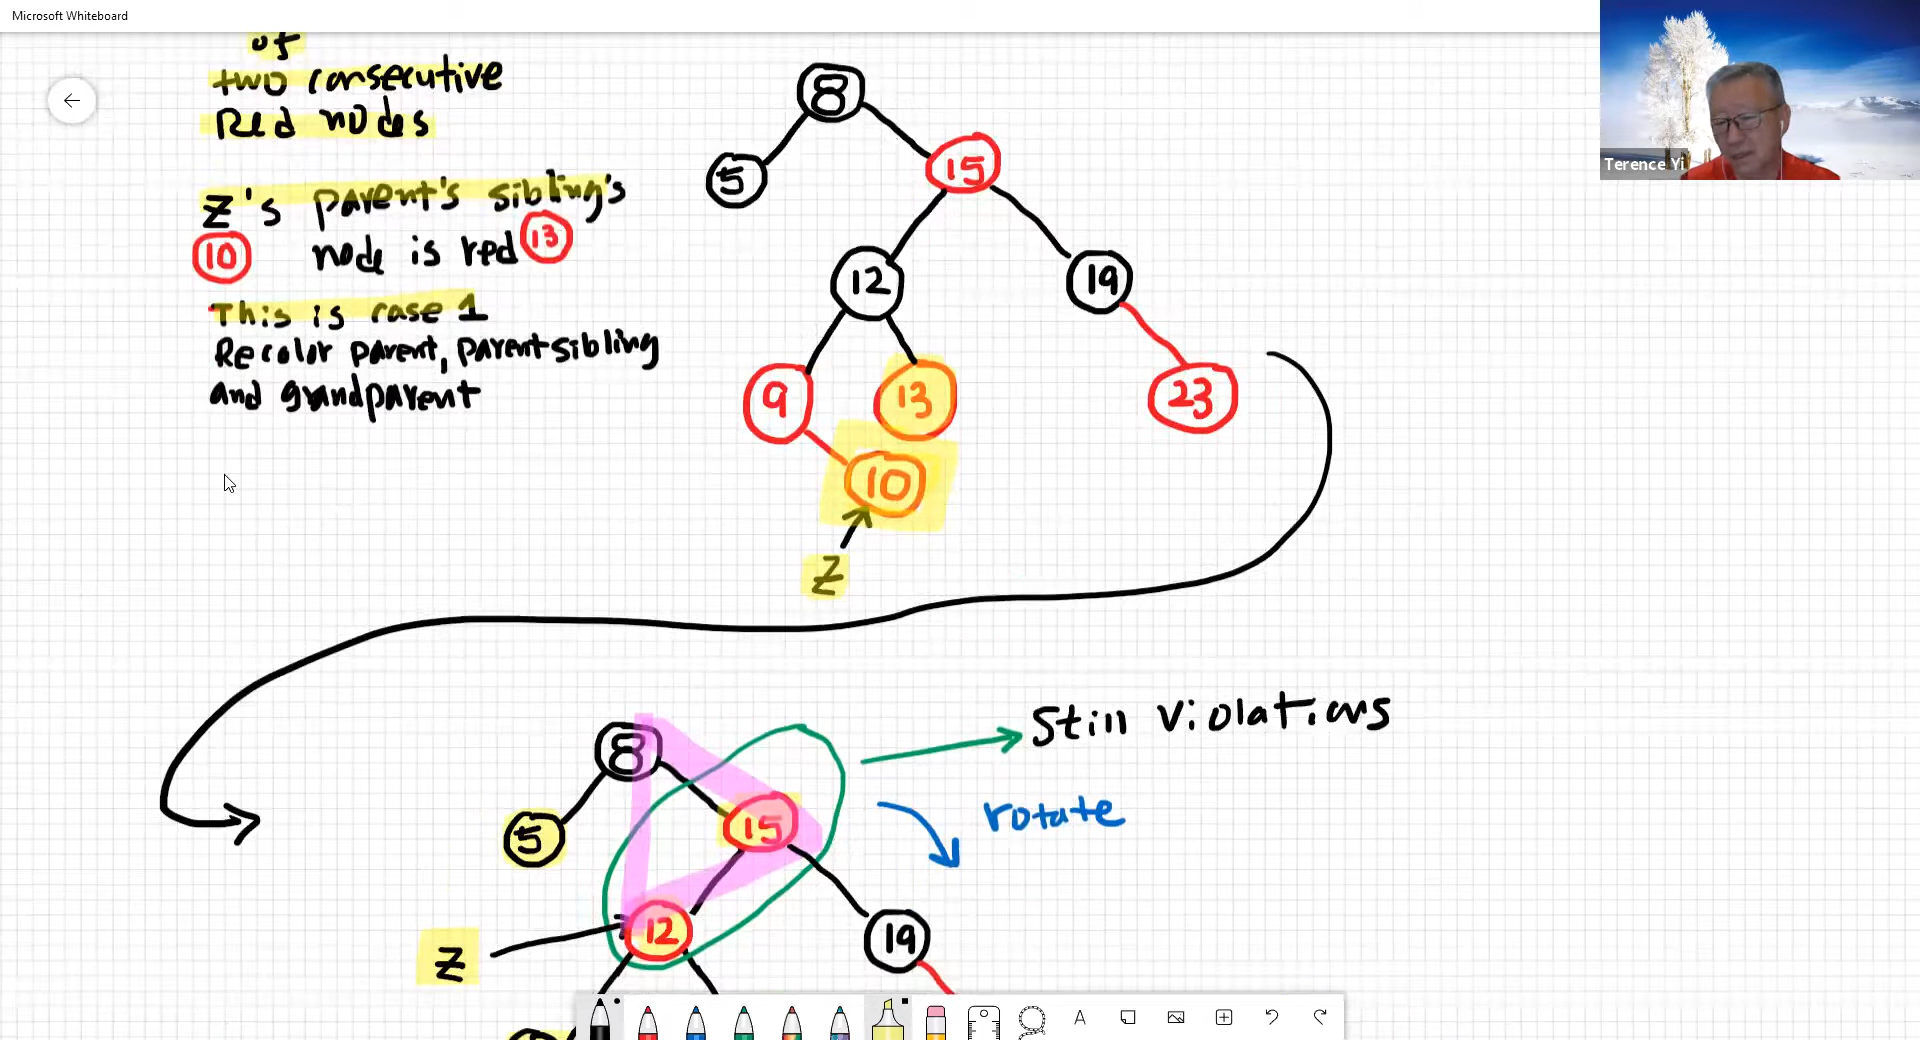 Microsoft Whiteboard
of
two consecutive
Red nodes
Z's parent's sibling's
10 node is red 13
This is case 1
Recolor parent, parent sibling
and grandparent
8
5 15
12 19
9 13 23
10
Z
Terence Yi
Still violations
8
rotate
5 15
12 19
Z
A